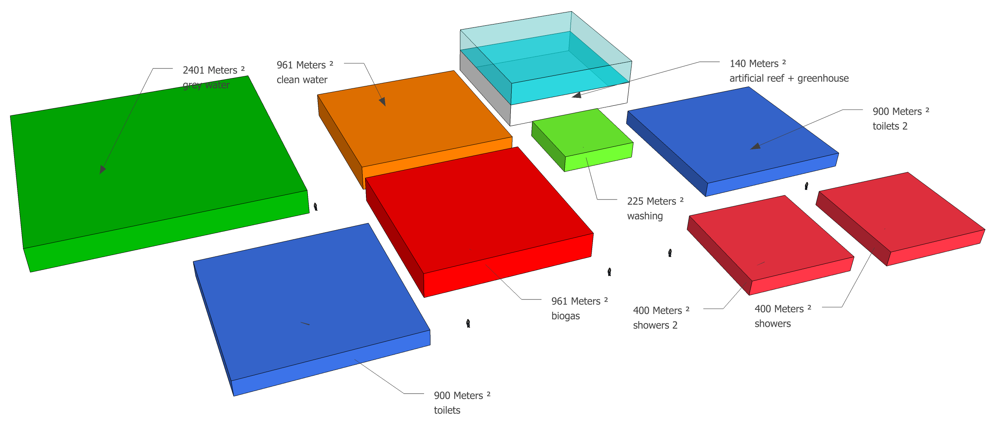 2401 Meters ²
grey water
961 Meters ²
clean water
140 Meters ²
artificial reef + greenhouse
900 Meters ²
toilets 2
225 Meters ²
washing
961 Meters ²
biogas
400 Meters ²
showers 2
400 Meters ²
showers
900 Meters ²
toilets